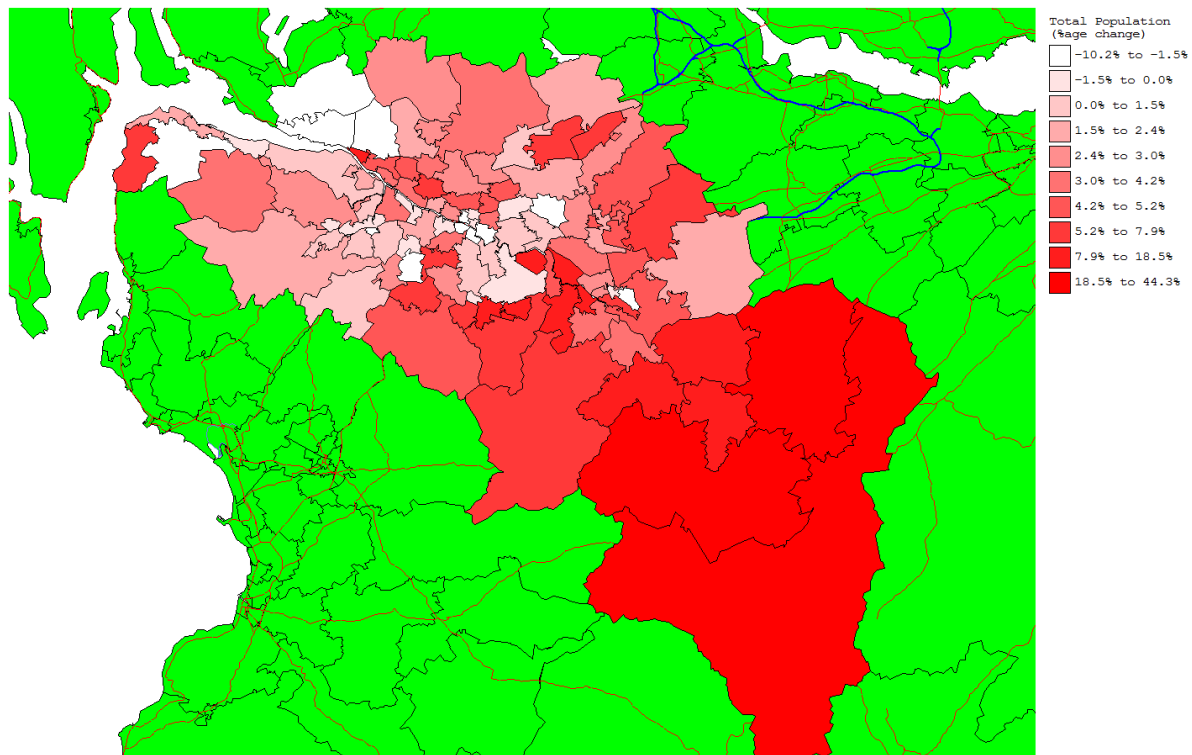 Total Population
(%age change)
-10.2% to -1.5%
-1.5% to 0.0%
0.0% to 1.5%
1.5% to 2.4%
2.4% to 3.0%
3.0% to 4.2%
4.2% to 5.2%
5.2% to 7.9%
7.9% to 18.5%
18.5% to 44.3%